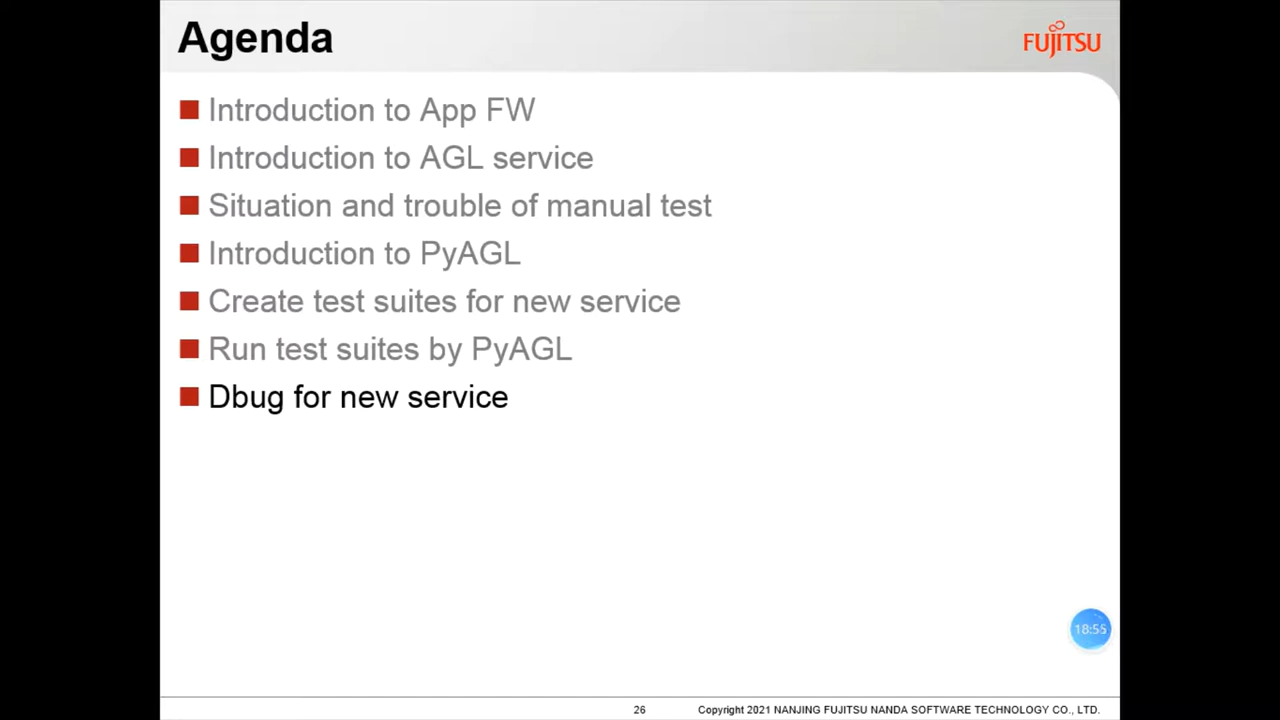 Agenda
FUJITSU
Introduction to App FW
Introduction to AGL service
Situation and trouble of manual test
Introduction to PyAGL
Create test suites for new service
Run test suites by PyAGL
Dbug for new service
18:55
26
Copyright 2021 NANJING FUJITSU NANDA SOFTWARE TECHNOLOGY CO., LTD.